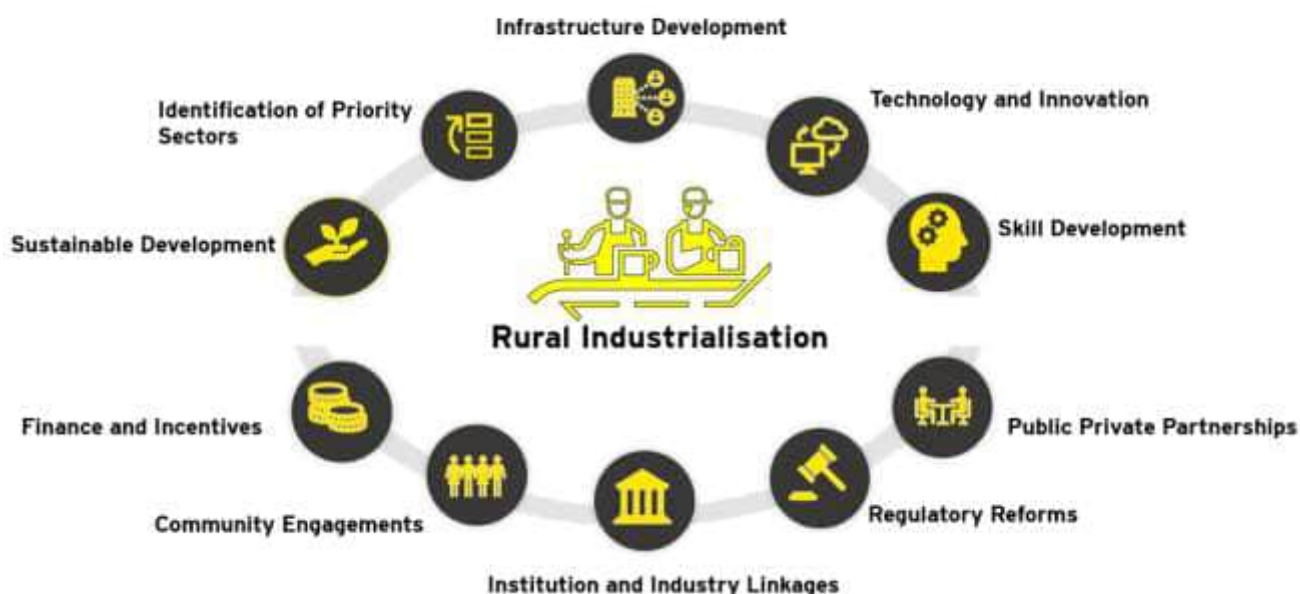 Infrastructure Development
Identification of Priority
Sectors
Technology and Innovation
Sustainable Development
Skill Development
Rural Industrialisation
Finance and Incentives
Public Private Partnerships
Community Engagements
Regulatory Reforms
Institution and Industry Linkages